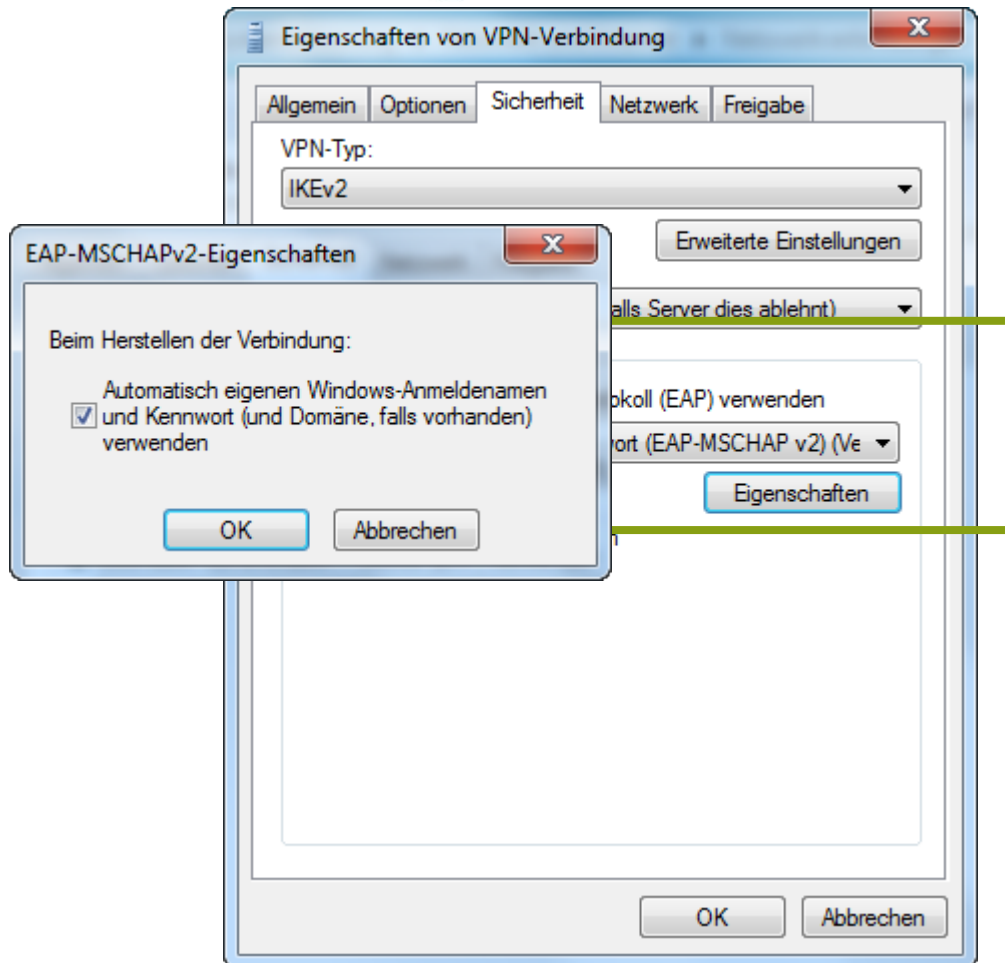 Eigenschaften von VPN-Verbindung
Allgemein Optionen Sicherheit Netzwerk Freigabe
VPN-Typ:
IKEv2
Erweiterte Einstellungen
alls Server dies ablehnt)
okoll (EAP) verwenden
ort (EAP-MSCHAP v2) (Ve
Eigenschaften
OK Abbrechen
EAP-MSCHAPv2-Eigenschaften
Beim Herstellen der Verbindung:
Automatisch eigenen Windows-Anmeldenamen
und Kennwort (und Domäne, falls vorhanden)
verwenden
OK Abbrechen